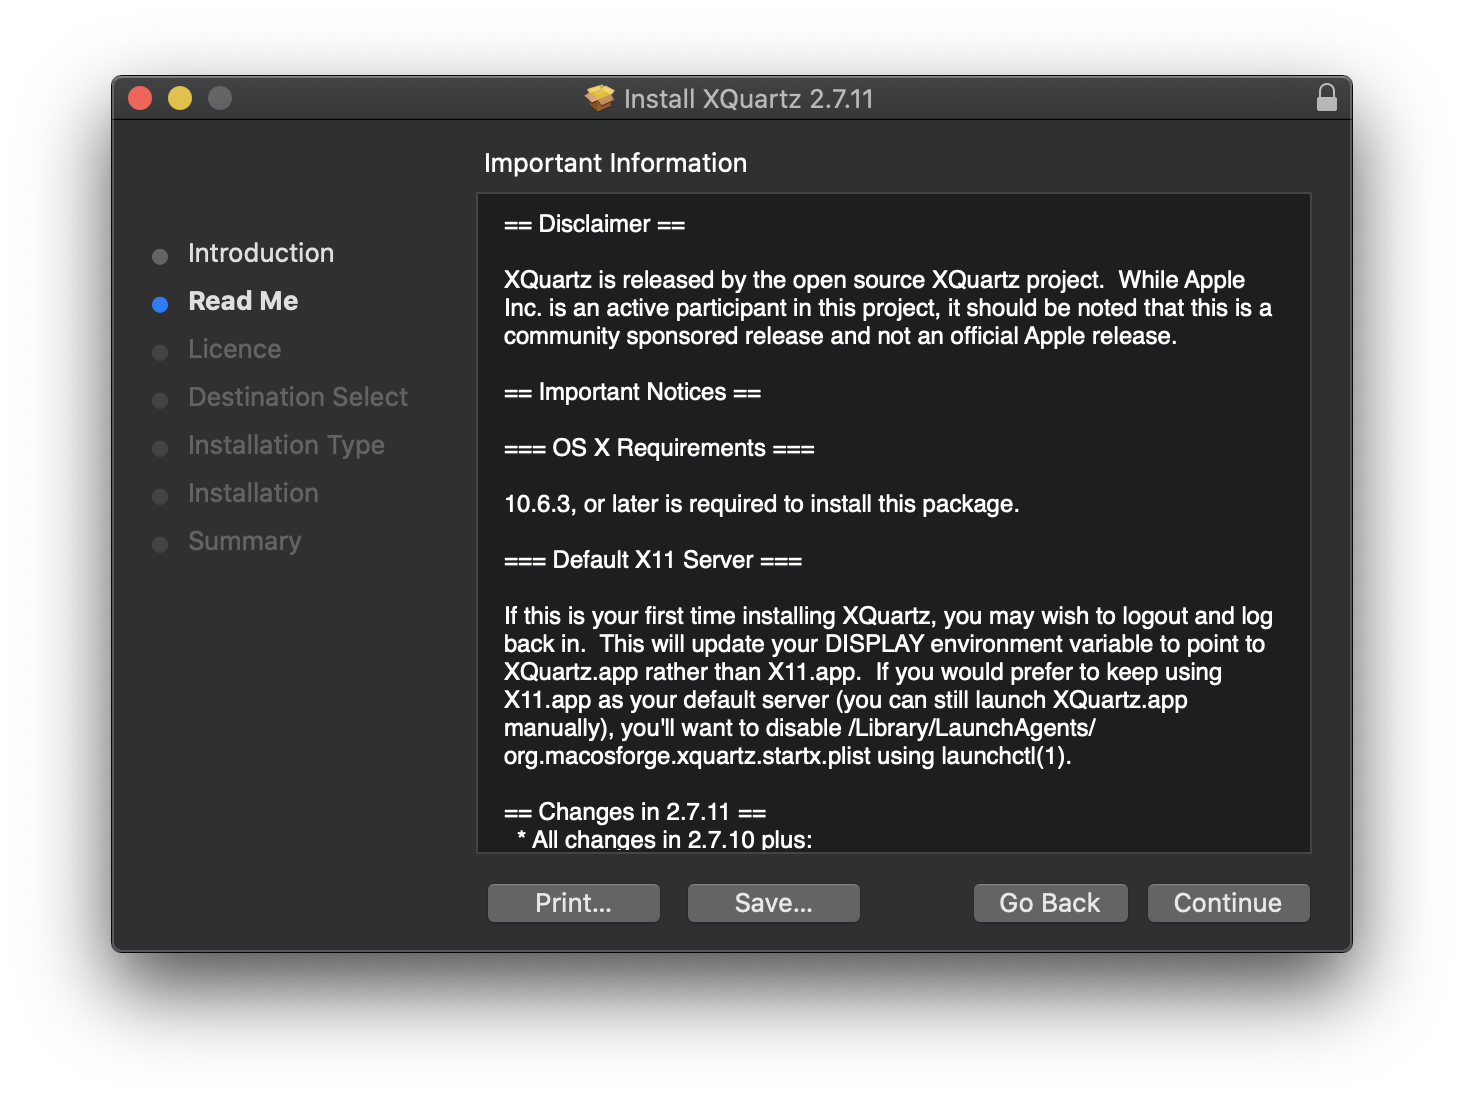 Install XQuartz 2.7.11
Important Information
Introduction
Read Me
Licence
Destination Select
Installation Type
Installation
Summary
== Disclaimer ==
XQuartz is released by the open source XQuartz project.  While Apple
Inc. is an active participant in this project, it should be noted that this is a
community sponsored release and not an official Apple release.
== Important Notices ==
=== OS X Requirements ===
10.6.3, or later is required to install this package.
=== Default X11 Server ===
If this is your first time installing XQuartz, you may wish to logout and log
back in.  This will update your DISPLAY environment variable to point to
XQuartz.app rather than X11.app.  If you would prefer to keep using
X11.app as your default server (you can still launch XQuartz.app
manually), you'll want to disable /Library/LaunchAgents/
org.macosforge.xquartz.startx.plist using launchctl(1).
== Changes in 2.7.11 ==
* All changes in 2.7.10 plus:
Print...
Save...
Go Back
Continue